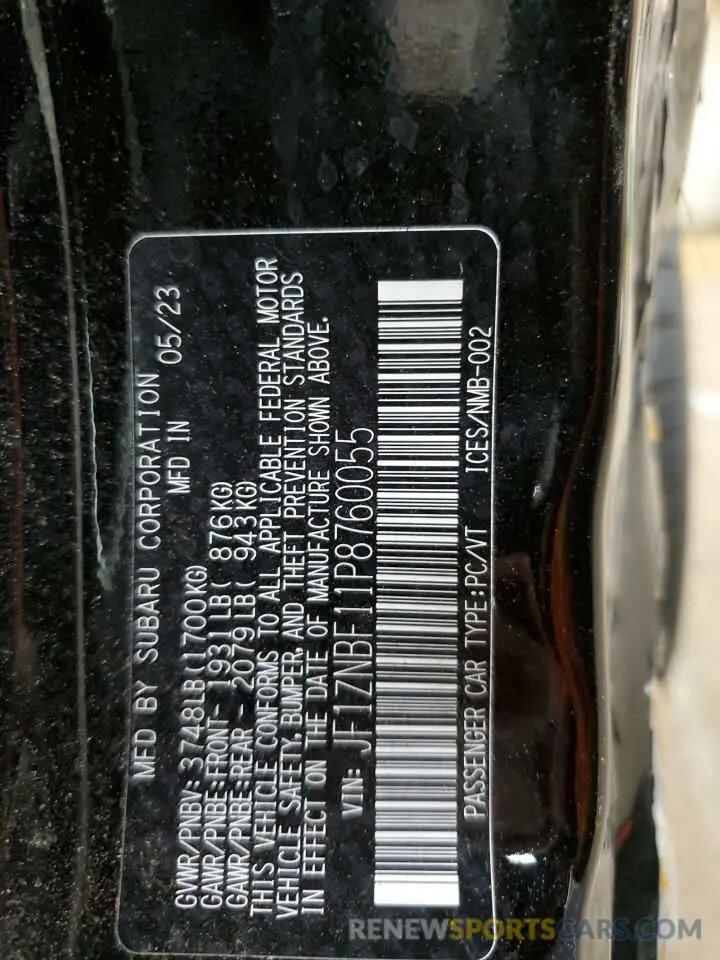 MFD BY SUBARU CORPORATION
MFD IN 05/23
GVWR/PNBV- 3748LB(1700KG)
GAWR/PNBE:FRONT- 1931LB( 876KG)
GAWR/PNBE:REAR - 2079LB( 943KG)
THIS VEHICLE CONFORMS TO ALL APPLICABLE FEDERAL MOTOR
VEHICLE SAFETY,BUMPER,AND THEFT PREVENTION STANDARDS
IN EFFECT ON THE DATE OF MANUFACTURE SHOWN ABOVE.
VIN: JF1ZNBF11P8760055
PASSENGER CAR TYPE:PC/VT ICES/NMB-002
RENEWSPORTSCARS.COM